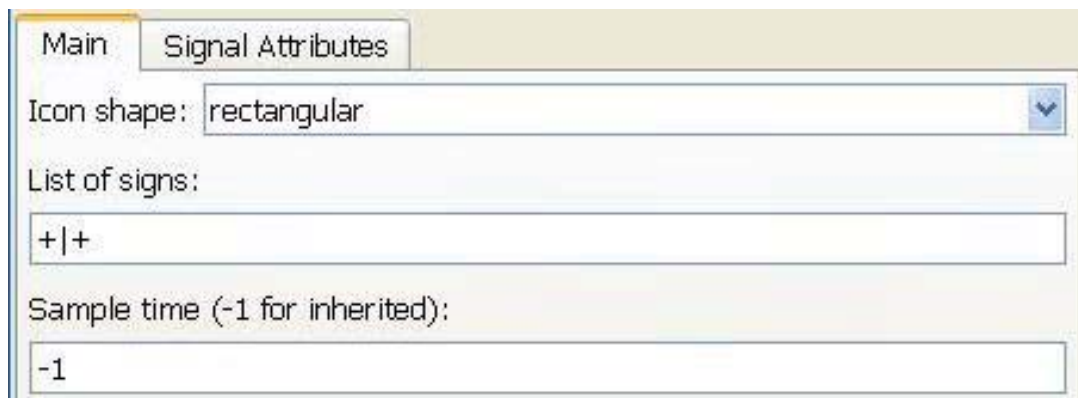 Main Signal Attributes
Icon shape: rectangular
List of signs:
+|+
Sample time (-1 for inherited):
-1